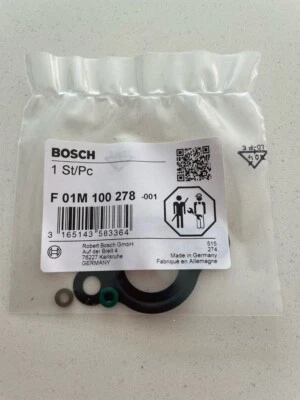 BOSCH
1 St/Pc
F 01M 100 278 -001
3 165143 583364
Robert Bosch GmbH
Auf der Breit 4
76227 Karlsruhe
GERMANY
515
274
Made in Germany
Fabriqué en Allemagne